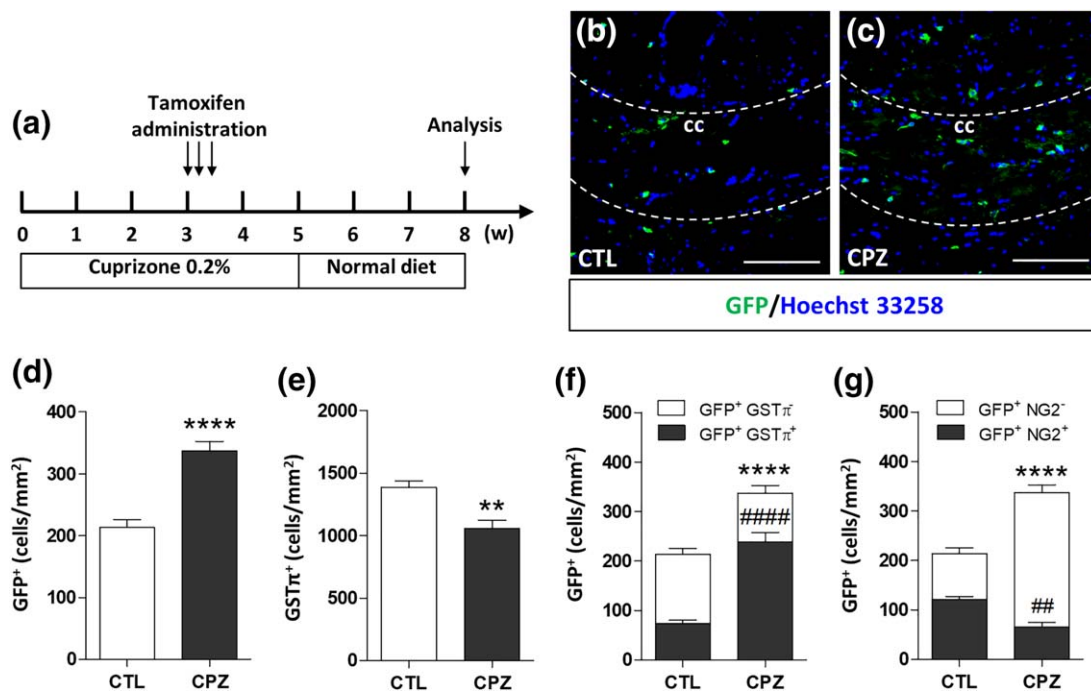 (a)
Tamoxifen
administration
Analysis
0 1 2 3 4 5 6 7 8 (w)
Cuprizone 0.2% Normal diet
(b)
cc
CTL
(c)
cc
CPZ
GFP/Hoechst 33258
(d)
GFP⁺ (cells/mm²)
400
300
200
100
0
****
CTL CPZ
(e)
GSTπ⁺ (cells/mm²)
2000
1500
1000
500
0
**
CTL CPZ
(f)
GFP⁺ GSTπ⁻
GFP⁺ GSTπ⁺
GFP⁺ (cells/mm²)
500
400
300
200
100
0
****
####
CTL CPZ
(g)
GFP⁺ NG2⁻
GFP⁺ NG2⁺
GFP⁺ (cells/mm²)
500
400
300
200
100
0
****
##
CTL CPZ